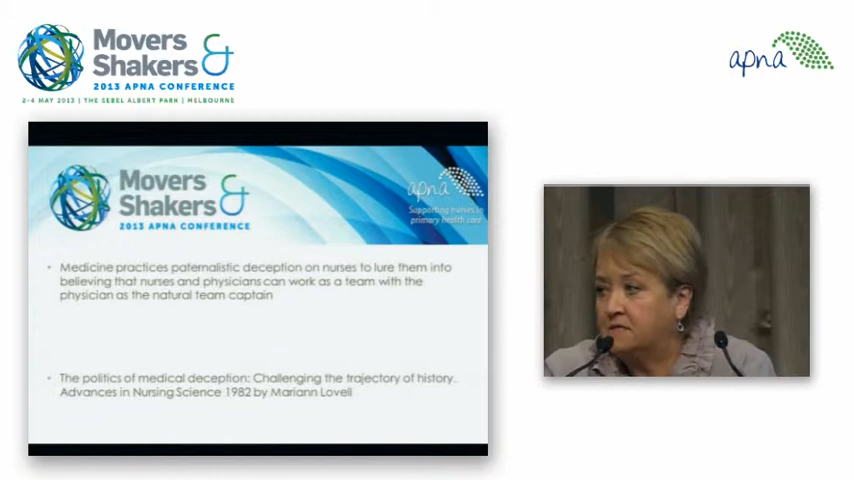 Movers
Shakers &
2013 APNA CONFERENCE
2-4 MAY 2013 | THE SEBEL ALBERT PARK | MELBOURNE
apna
Movers
Shakers &
2013 APNA CONFERENCE
apna
Supporting nurses in
primary health care
• Medicine practices paternalistic deception on nurses to lure them into
believing that nurses and physicians can work as a team with the
physician as the natural team captain
• The politics of medical deception: Challenging the trajectory of history.
Advances in Nursing Science 1982 by Mariann Lovell